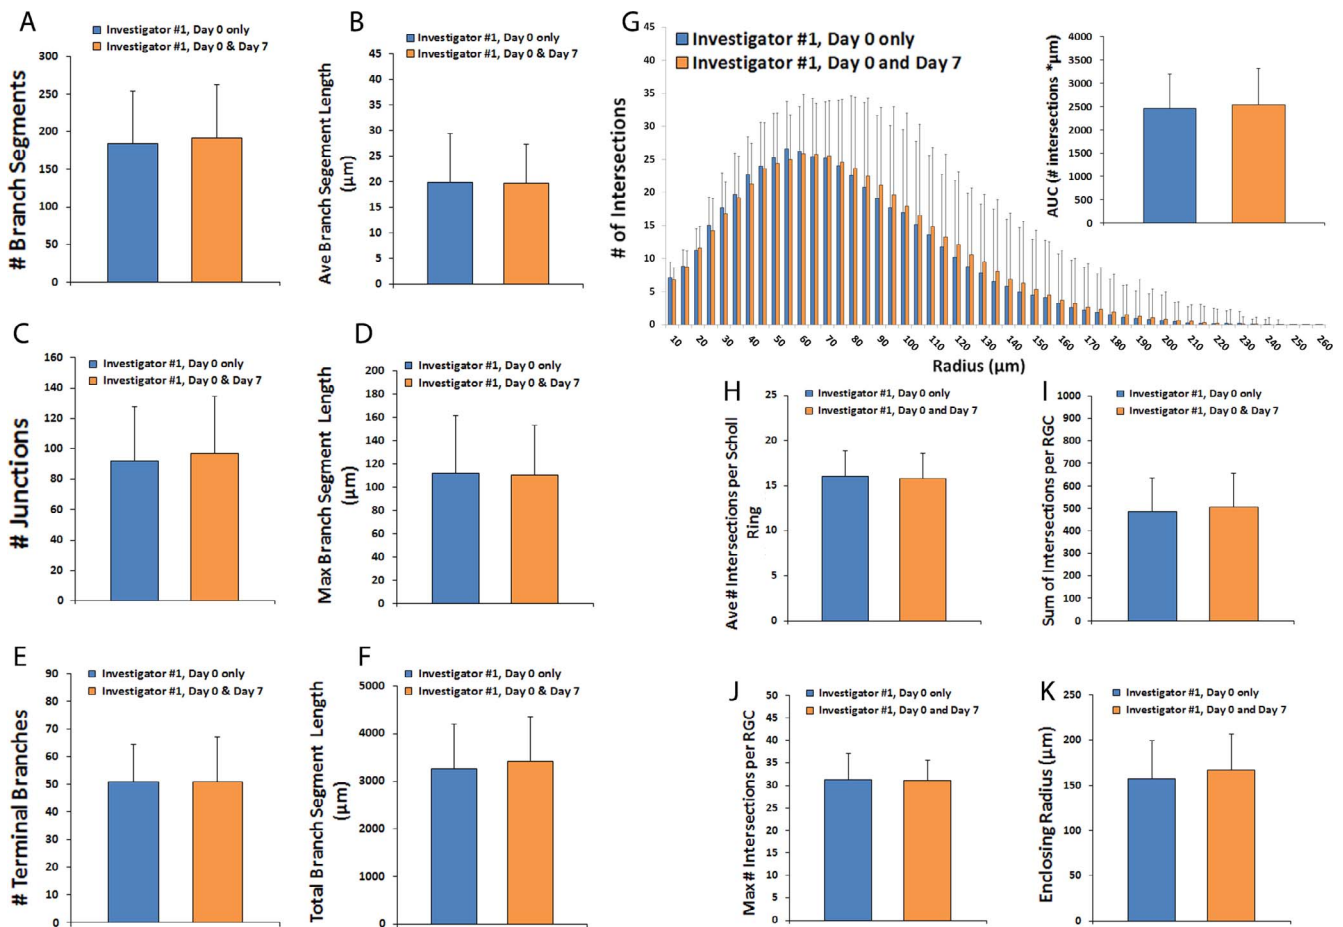 A
Investigator #1, Day 0 only
Investigator #1, Day 0 & Day 7
# Branch Segments
300
250
200
150
100
50
0
B
Investigator #1, Day 0 only
Investigator #1, Day 0 & Day 7
Ave Branch Segement Length
(µm)
45
40
35
30
25
20
15
10
5
0
C
Investigator #1, Day 0 only
Investigator #1, Day 0 & Day 7
# Junctions
160
140
120
100
80
60
40
20
0
D
Investigator #1, Day 0 only
Investigator #1, Day 0 & Day 7
Max Branch Segment Length
(µm)
200
180
160
140
120
100
80
60
40
20
0
E
Investigator #1, Day 0 only
Investigator #1, Day 0 & Day 7
# Terminal Branches
90
80
70
60
50
40
30
20
10
0
F
Investigator #1, Day 0 only
Investigator #1, Day 0 & Day 7
Total Branch Segment Length
(µm)
5000
4000
3000
2000
1000
0
G
Investigator #1, Day 0 only
Investigator #1, Day 0 and Day 7
# of Intersections
45
40
35
30
25
20
15
10
5
0
10 20 30 40 50 60 70 80 90 100 110 120 130 140 150 160 170 180 190 200 210 220 230 240 250 260
Radius (µm)
AUC (# intersections *µm)
4000
3500
3000
2500
2000
1500
1000
500
0
H
Investigator #1, Day 0 only
Investigator #1, Day 0 and Day 7
Ave # Intersections per Scholl
Ring
25
20
15
10
5
0
I
Investigator #1, Day 0 only
Investigator #1, Day 0 & Day 7
Sum of Intersections per RGC
1000
900
800
700
600
500
400
300
200
100
0
J
Investigator #1, Day 0 only
Investigator #1, Day 0 and Day 7
Max # Intersections per RGC
50
45
40
35
30
25
20
15
10
5
0
K
Investigator #1, Day 0 only
Investigator #1, Day 0 and Day 7
Enclosing Radius (µm)
250
200
150
100
50
0